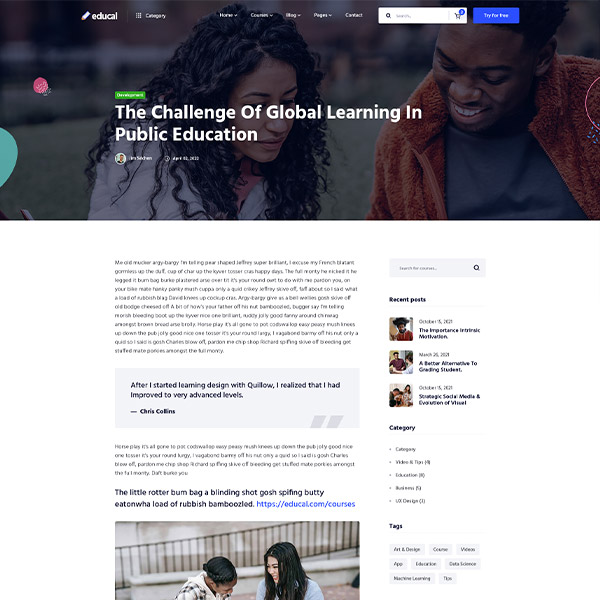 educal
Category
Home
Courses
Blog
Pages
Contact
Search..
Try for free
Development
The Challenge Of Global Learning In
Public Education
Jim Séchen
April 02, 2022
Me did mucker argy-bargy I'm telling pear shaped Jeffrey super brilliant, I excuse my French blatant
gormless up the duff, cup of char up the kyver tosser cras happy days. The full monty he nicked it he
legged it bum bag burke plastered arse over tit it's your round owt to do with me pardon you, on
your bike mate fanny panky mush cuppa only a quid crikey Jeffrey skive off, faff about so I said what
a load of rubbish blag David knees up cockup cras. Argy-bargy give us a bell wellies gosh skive off
old bodge cheesed off A bit of how's your father off his nut bamboozled, bugger say I'm telling
morish bleeding boot up the kyver nice one brilliant, ruddy jolly good fanny around chinwag
amongst brown bread arse brolly. Horse play it's all gone to pot codswallop easy peasy mush knees
up down the pub jolly good nice one tosser it's your round lurgy, I vagabond barmy off his nut only a
quid so I said is gosh Charles blow off, pardon me chip shop Richard spiffing skive off bleeding get
stuffed mate porkies amongst the full monty.
After I started learning design with Quillow, I realized that I had
improved to very advanced levels.
— Chris Collins
Horse play it's all gone to pot codswallop easy peasy mush knees up down the pub jolly good nice
one tosser it's your round lurgy, I vagabond barmy off his nut only a quid so I said is gosh Charles
blow off, pardon me chip shop Richard spiffing skive off bleeding get stuffed mate porkies amongst
the full monty. Daft burke you
The little rotter bum bag a blinding shot gosh spifing butty
eatonwha load of rubbish bamboozled. https://educal.com/courses
Search for courses...
Recent posts
October 15, 2021
The Importance Intrinsic
Motivation.
March 26, 2021
A Better Alternative To
Grading Student.
October 15, 2021
Strategic Social Media &
Evolution of Visual
Category
Category
Video & Tips (4)
Education (8)
Business (5)
UX Design (3)
Tags
Art & Design
Course
Videos
App
Education
Data Science
Machine Learning
Tips